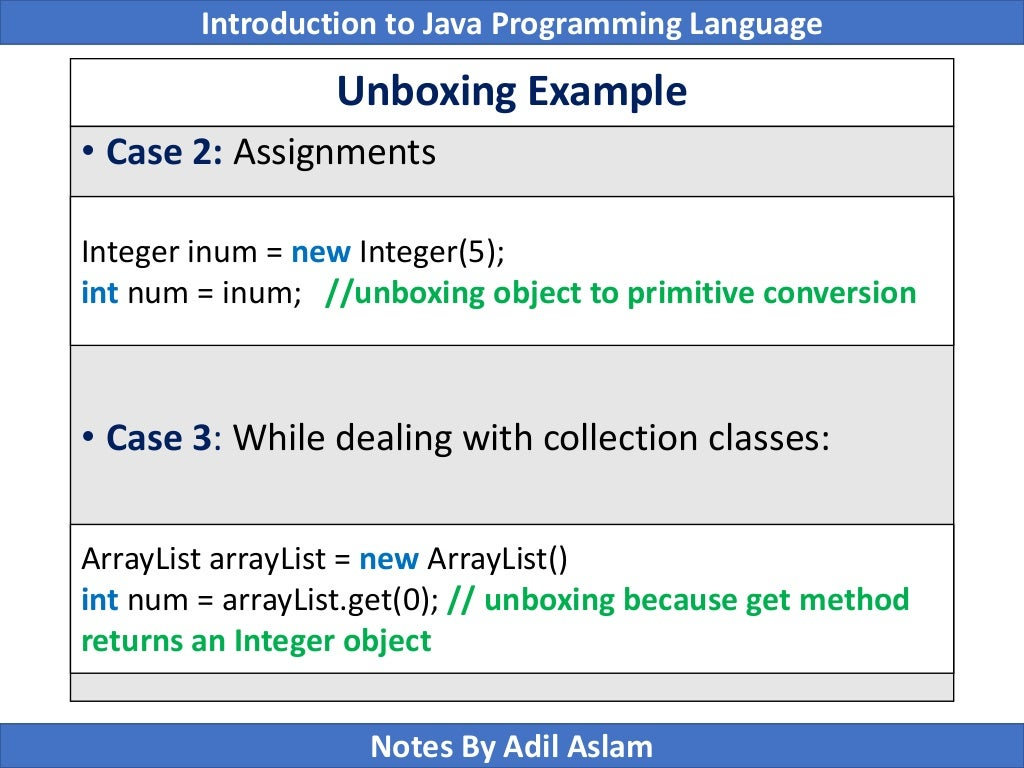 Introduction to Java Programming Language
Unboxing Example
• Case 2: Assignments
Integer inum = new Integer(5);
int num = inum; //unboxing object to primitive conversion
• Case 3: While dealing with collection classes:
ArrayList arrayList = new ArrayList()
int num = arrayList.get(0); // unboxing because get method
returns an Integer object
Notes By Adil Aslam